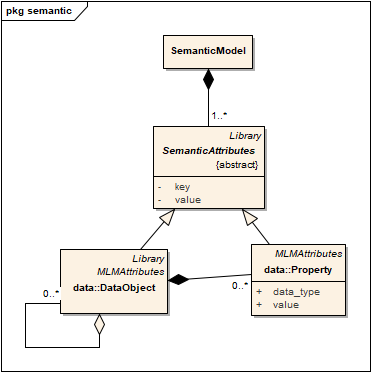 pkg semantic
SemanticModel
1..*
Library
SemanticAttributes
{abstract}
- key
- value
Library
MLMAttributes
data::DataObject
0..*
MLMAttributes
data::Property
+ data_type
+ value
0..*